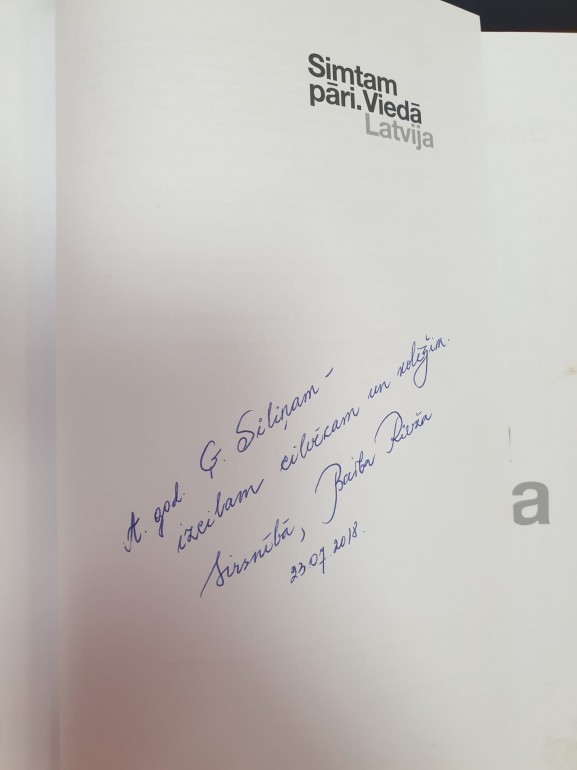 Simtam
pāri.Viedā
Latvija
A. god. Ģ. Siliņam –
izcilam cilvēkam un kolēģim.
Sirsnībā, Baiba Rivža
23.07 2018.
a